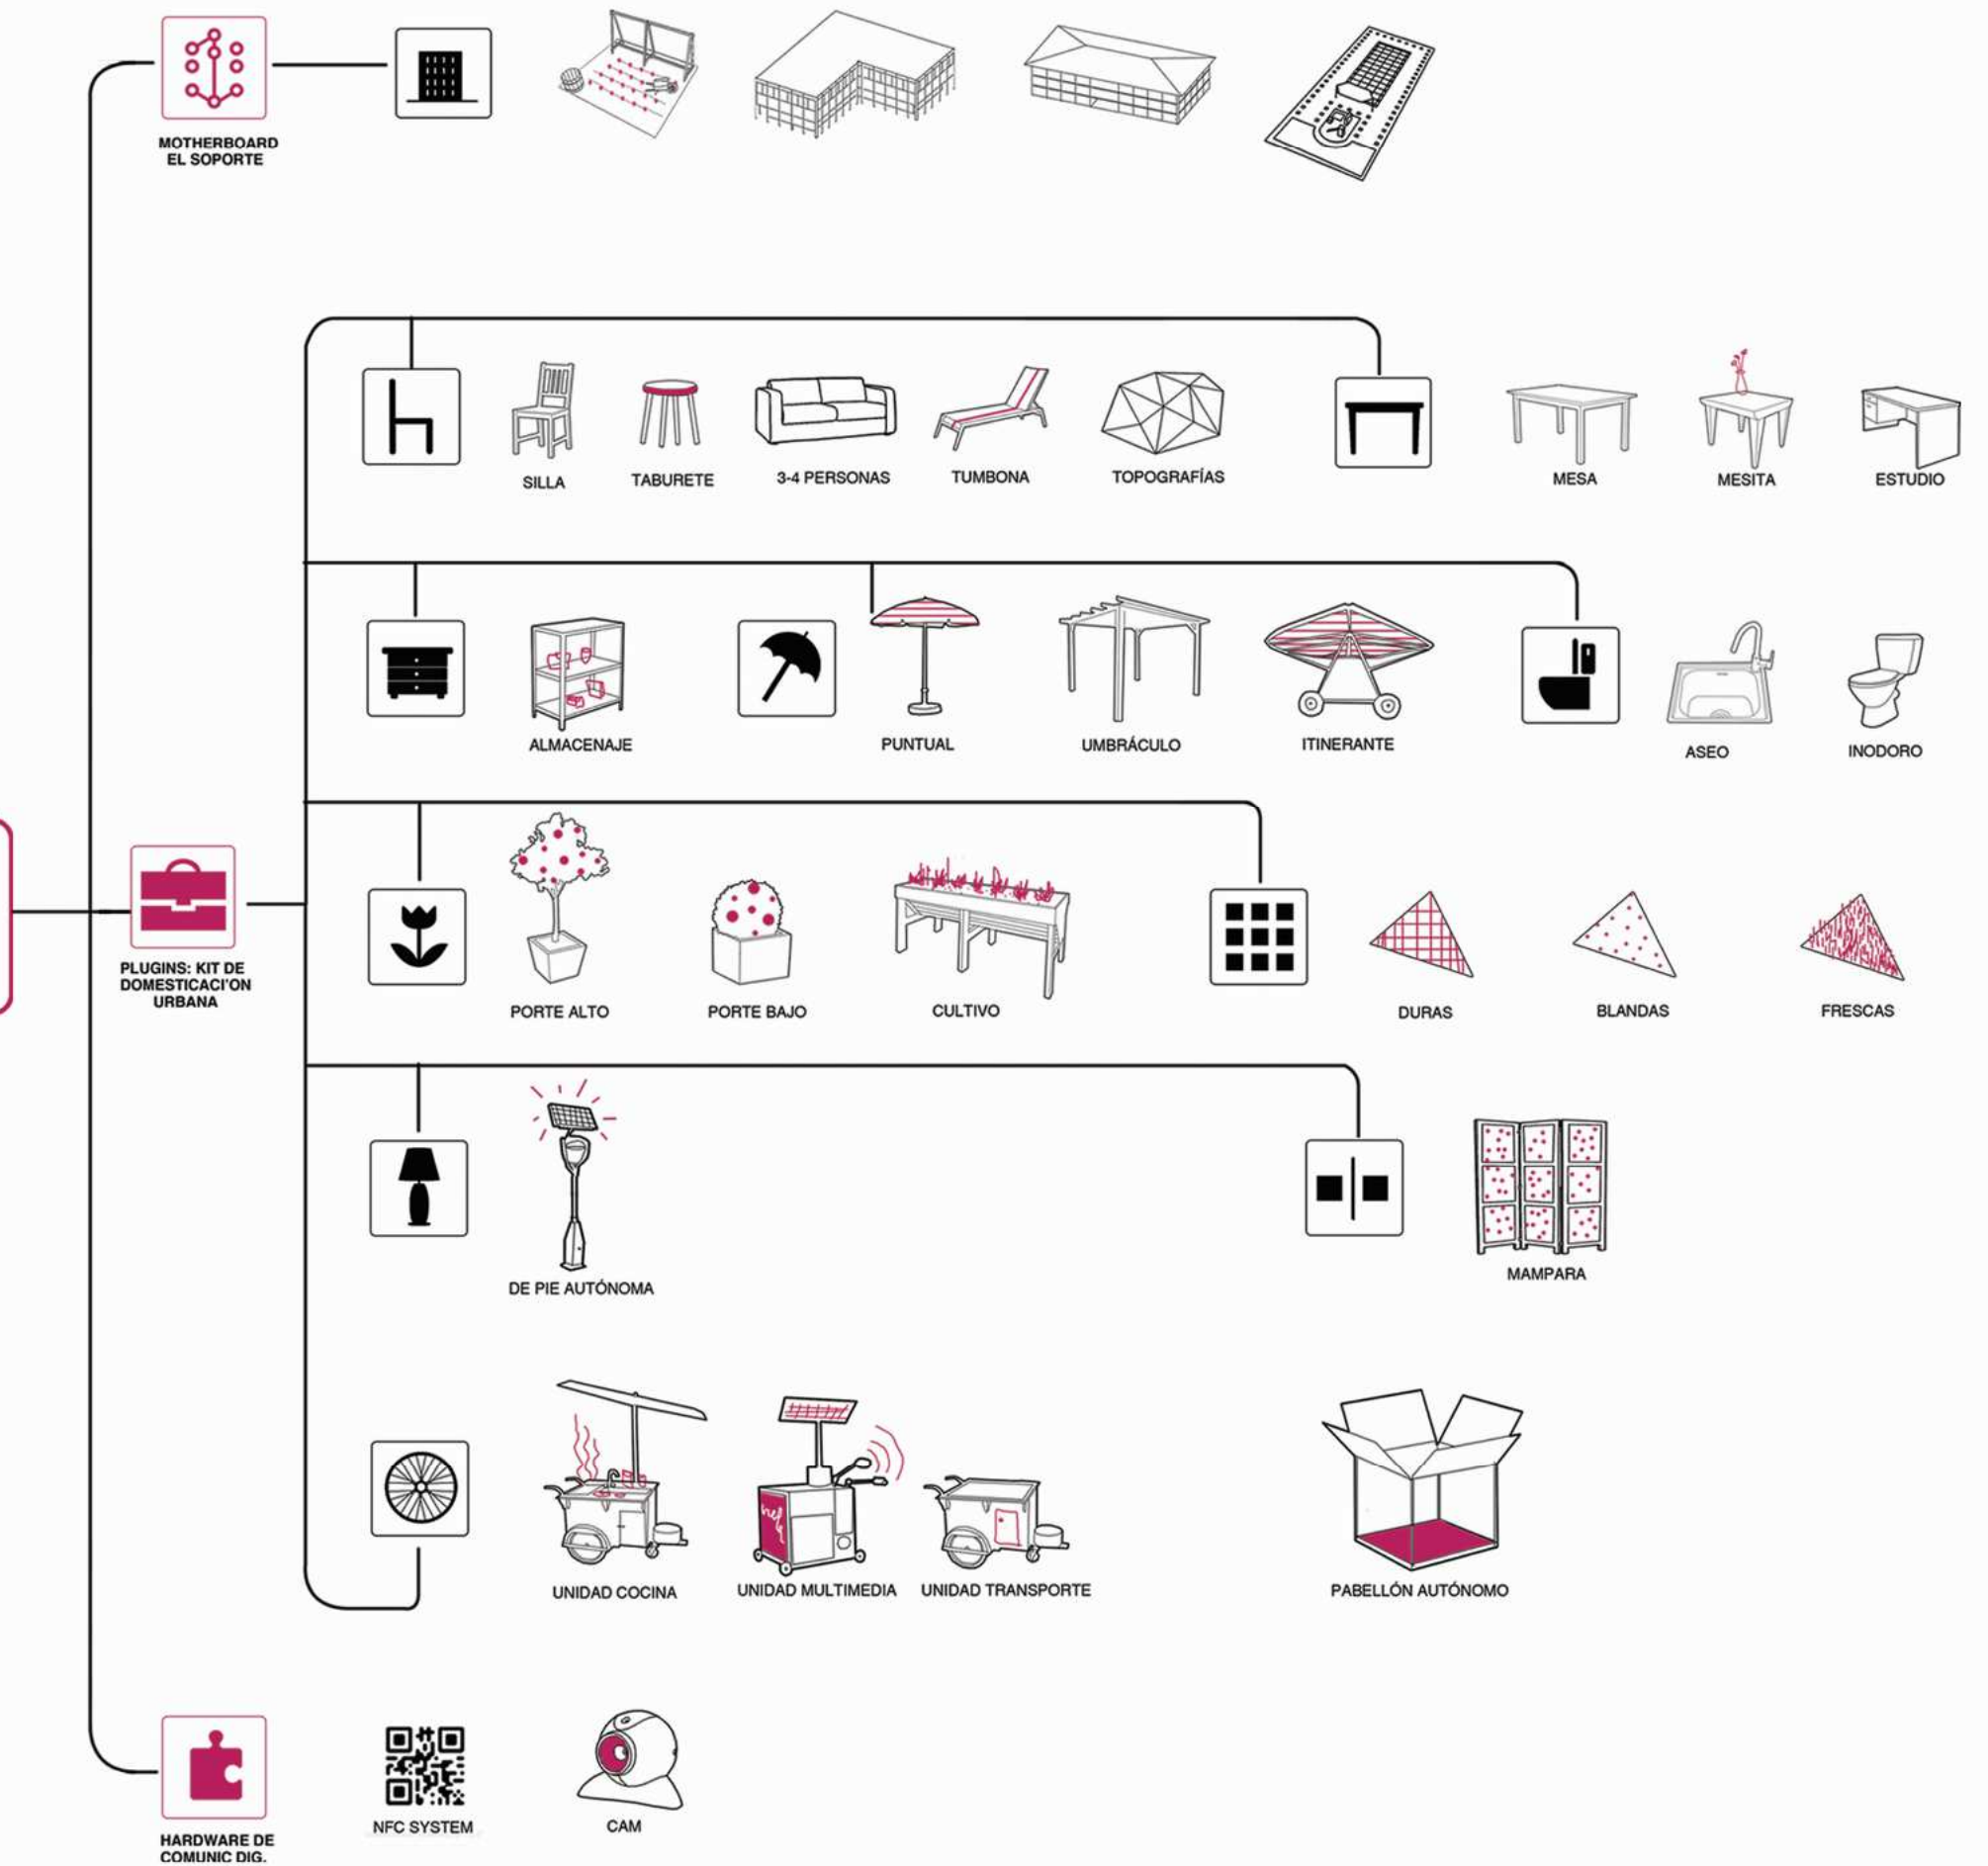 MOTHERBOARD
EL SOPORTE
SILLA
TABURETE
3-4 PERSONAS
TUMBONA
TOPOGRAFÍAS
MESA
MESITA
ESTUDIO
ALMACENAJE
PUNTUAL
UMBRÁCULO
ITINERANTE
ASEO
INODORO
PLUGINS: KIT DE
DOMESTICACI'ON
URBANA
PORTE ALTO
PORTE BAJO
CULTIVO
DURAS
BLANDAS
FRESCAS
DE PIE AUTÓNOMA
MAMPARA
UNIDAD COCINA
UNIDAD MULTIMEDIA
UNIDAD TRANSPORTE
PABELLÓN AUTÓNOMO
HARDWARE DE
COMUNIC DIG.
NFC SYSTEM
CAM